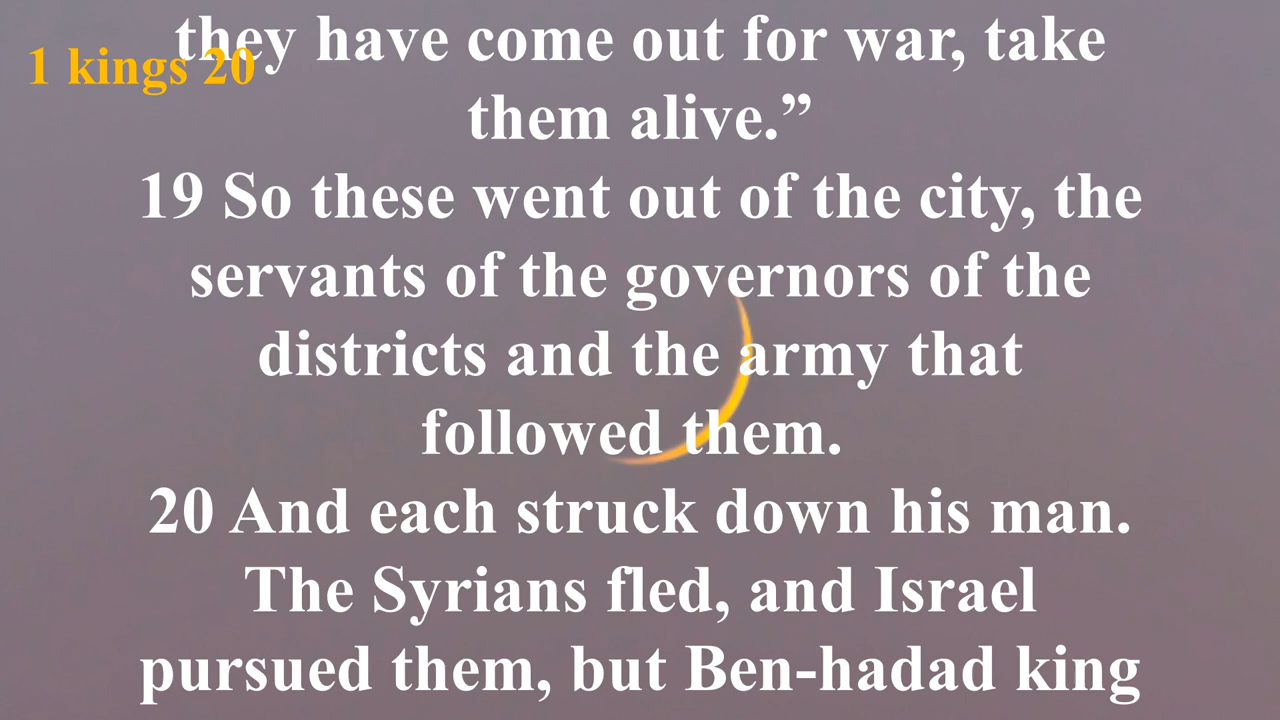 they have come out for war, take
1 kings 20
them alive.”
19 So these went out of the city, the
servants of the governors of the
districts and the army that
followed them.
20 And each struck down his man.
The Syrians fled, and Israel
pursued them, but Ben-hadad king